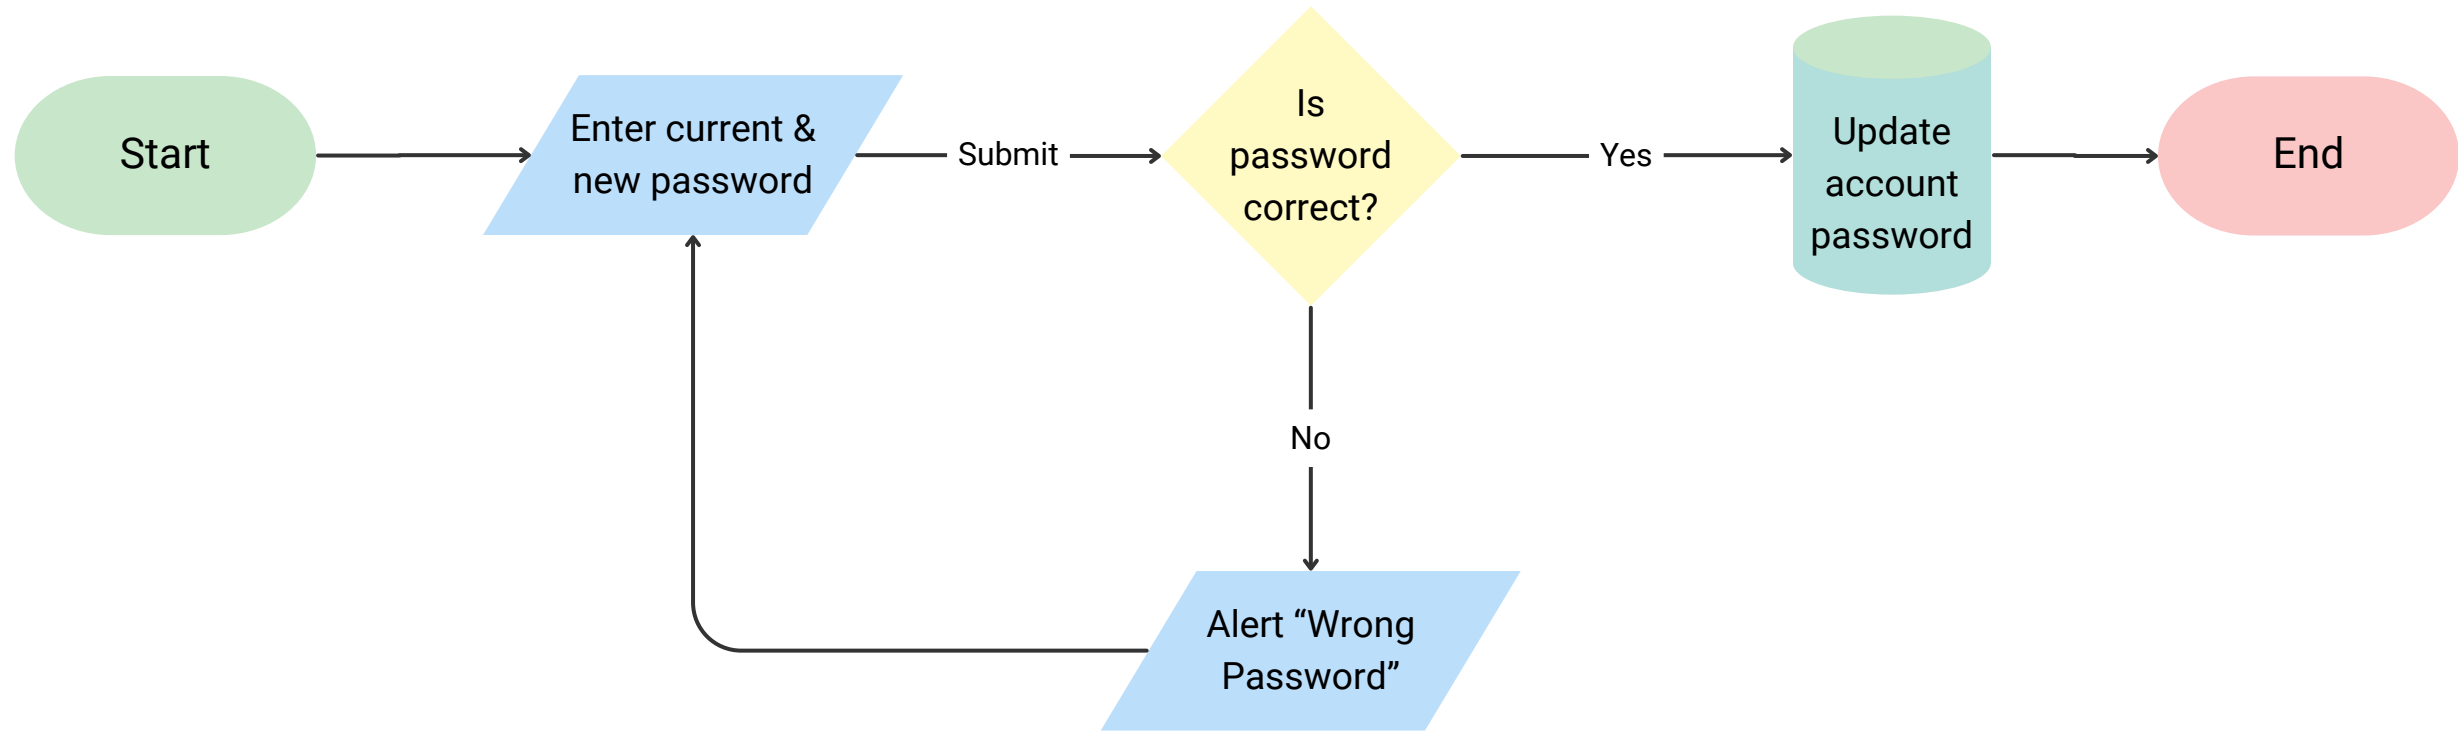 Start
Enter current &
new password
Submit
Is
password
correct?
Yes
Update
account
password
End
No
Alert “Wrong
Password”